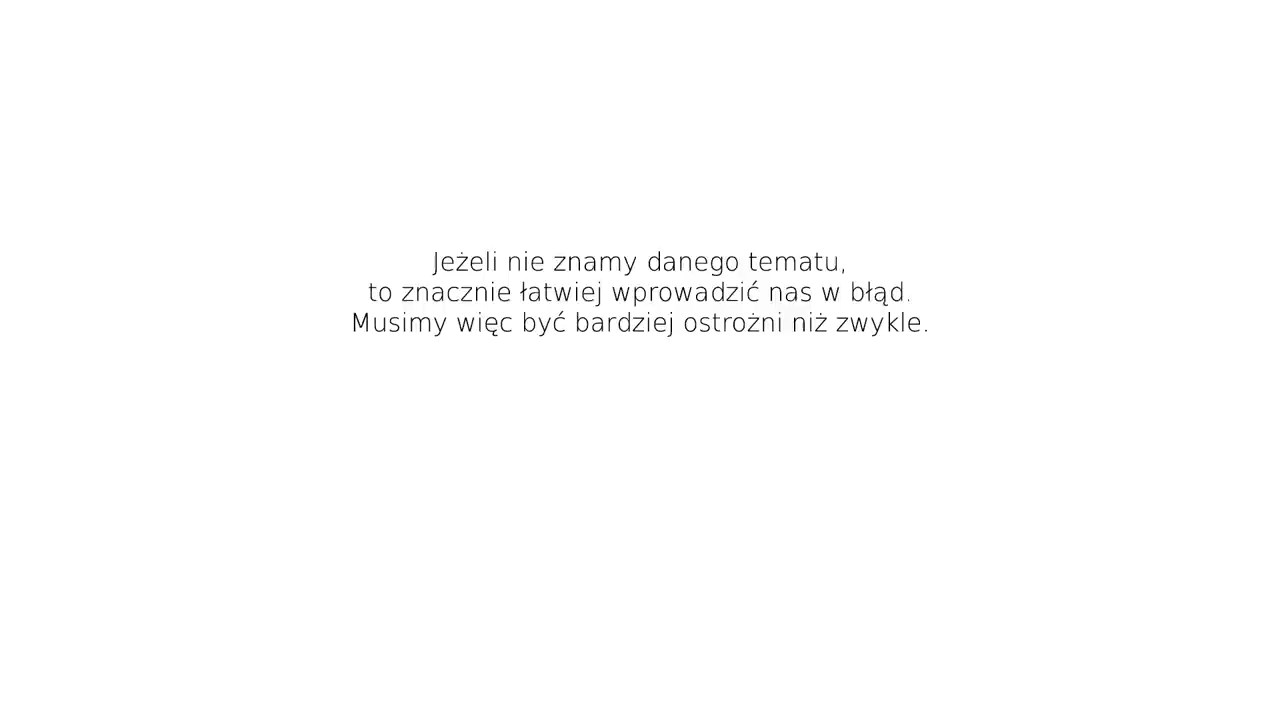 Jeżeli nie znamy danego tematu,
to znacznie łatwiej wprowadzić nas w błąd.
Musimy więc być bardziej ostrożni niż zwykle.